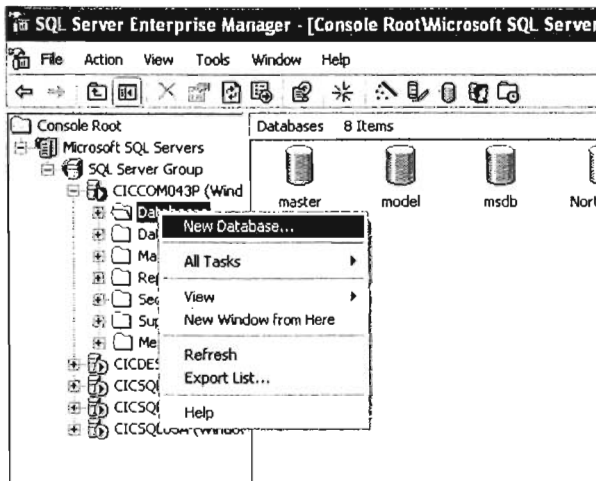 SQL Server Enterprise Manager - [Console Root\Microsoft SQL Server
File Action View Tools Window Help
Console Root
Databases 8 Items
Microsoft SQL Servers
SQL Server Group
CICCOM043P (Wind
master
model
msdb
New Database...
All Tasks
View
New Window from Here
Refresh
Export List...
Help